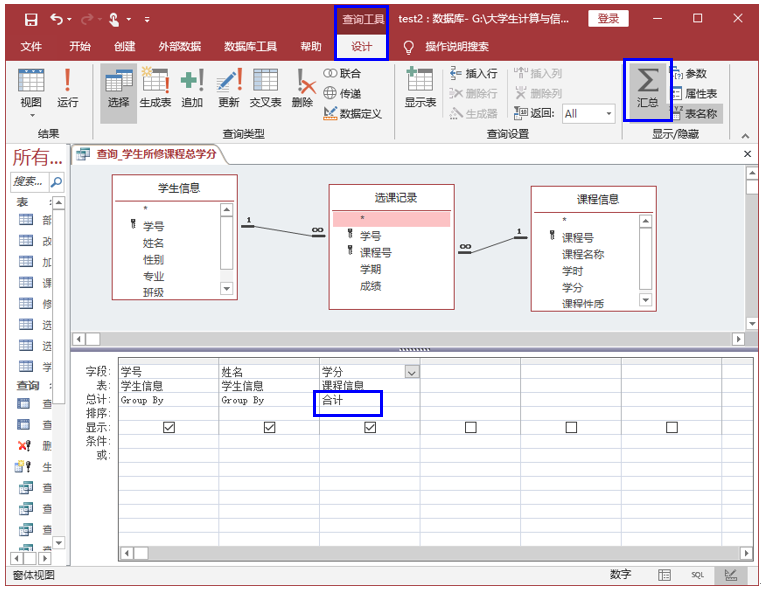 查询工具 test2 : 数据库- G:\大学生计算与信... 登录
文件 开始 创建 外部数据 数据库工具 帮助 设计 操作说明搜索
视图 运行 选择 生成表 追加 更新 交叉表 删除 联合 传递 数据定义 显示表 插入行 删除行 生成器 插入列 删除列 返回: All 汇总 参数 属性表 表名称
结果 查询类型 查询设置 显示/隐藏
所有... 查询_学生所修课程总学分
搜索...
表
部
改
加
课
修
选
选
学
查询
查
查
删
生
查
查
查
学生信息
*
学号
姓名
性别
专业
班级
1 ∞
选课记录
*
学号
课程号
学期
成绩
∞ 1
课程信息
*
课程号
课程名称
学时
学分
课程性质
字段: 学号 姓名 学分
表: 学生信息 学生信息 课程信息
总计: Group By Group By 合计
排序:
显示:
条件:
或:
窗体视图 数字 SQL